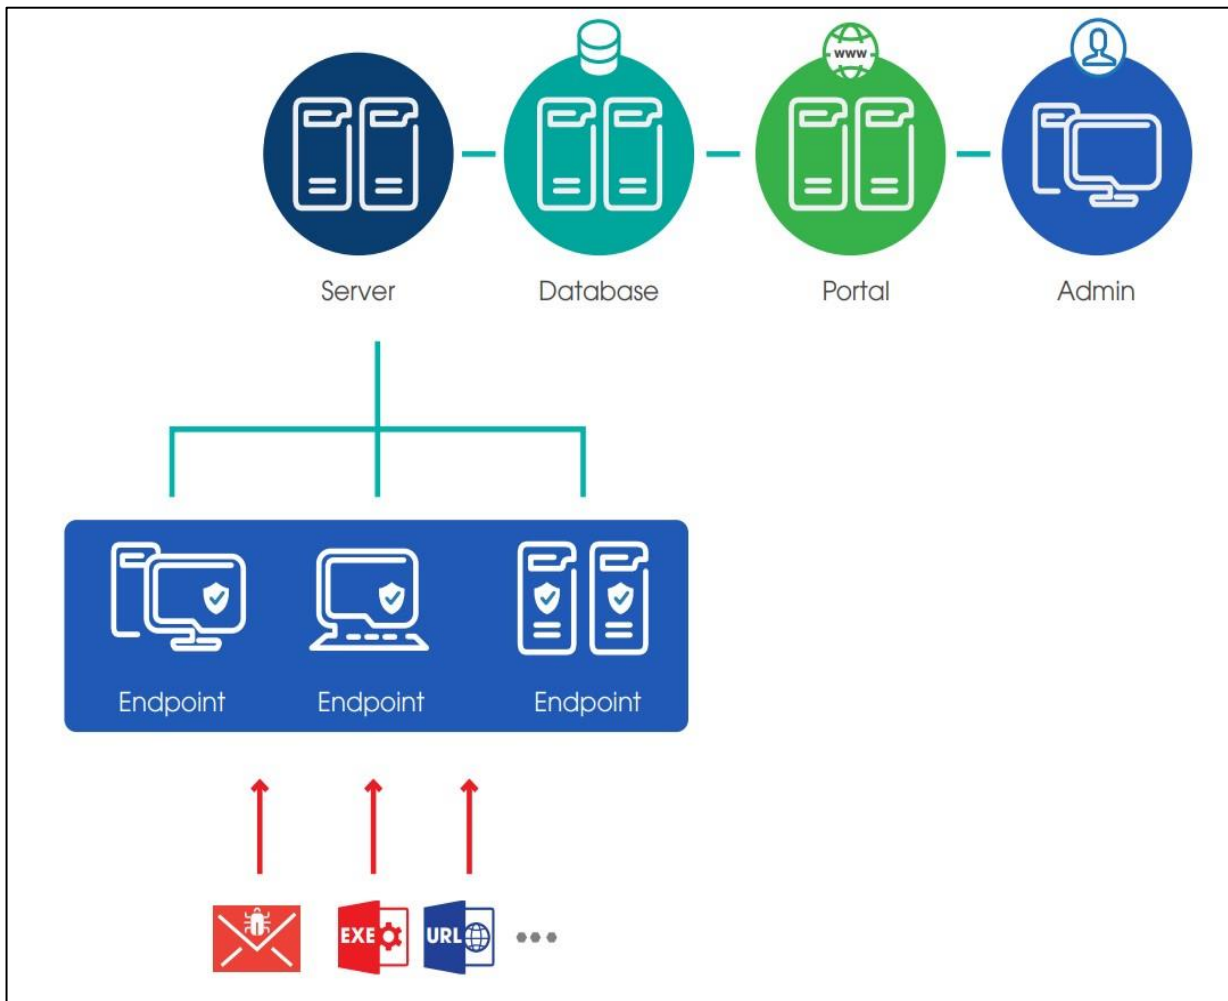 www
Server
Database
Portal
Admin
Endpoint
Endpoint
Endpoint
EXE
URL